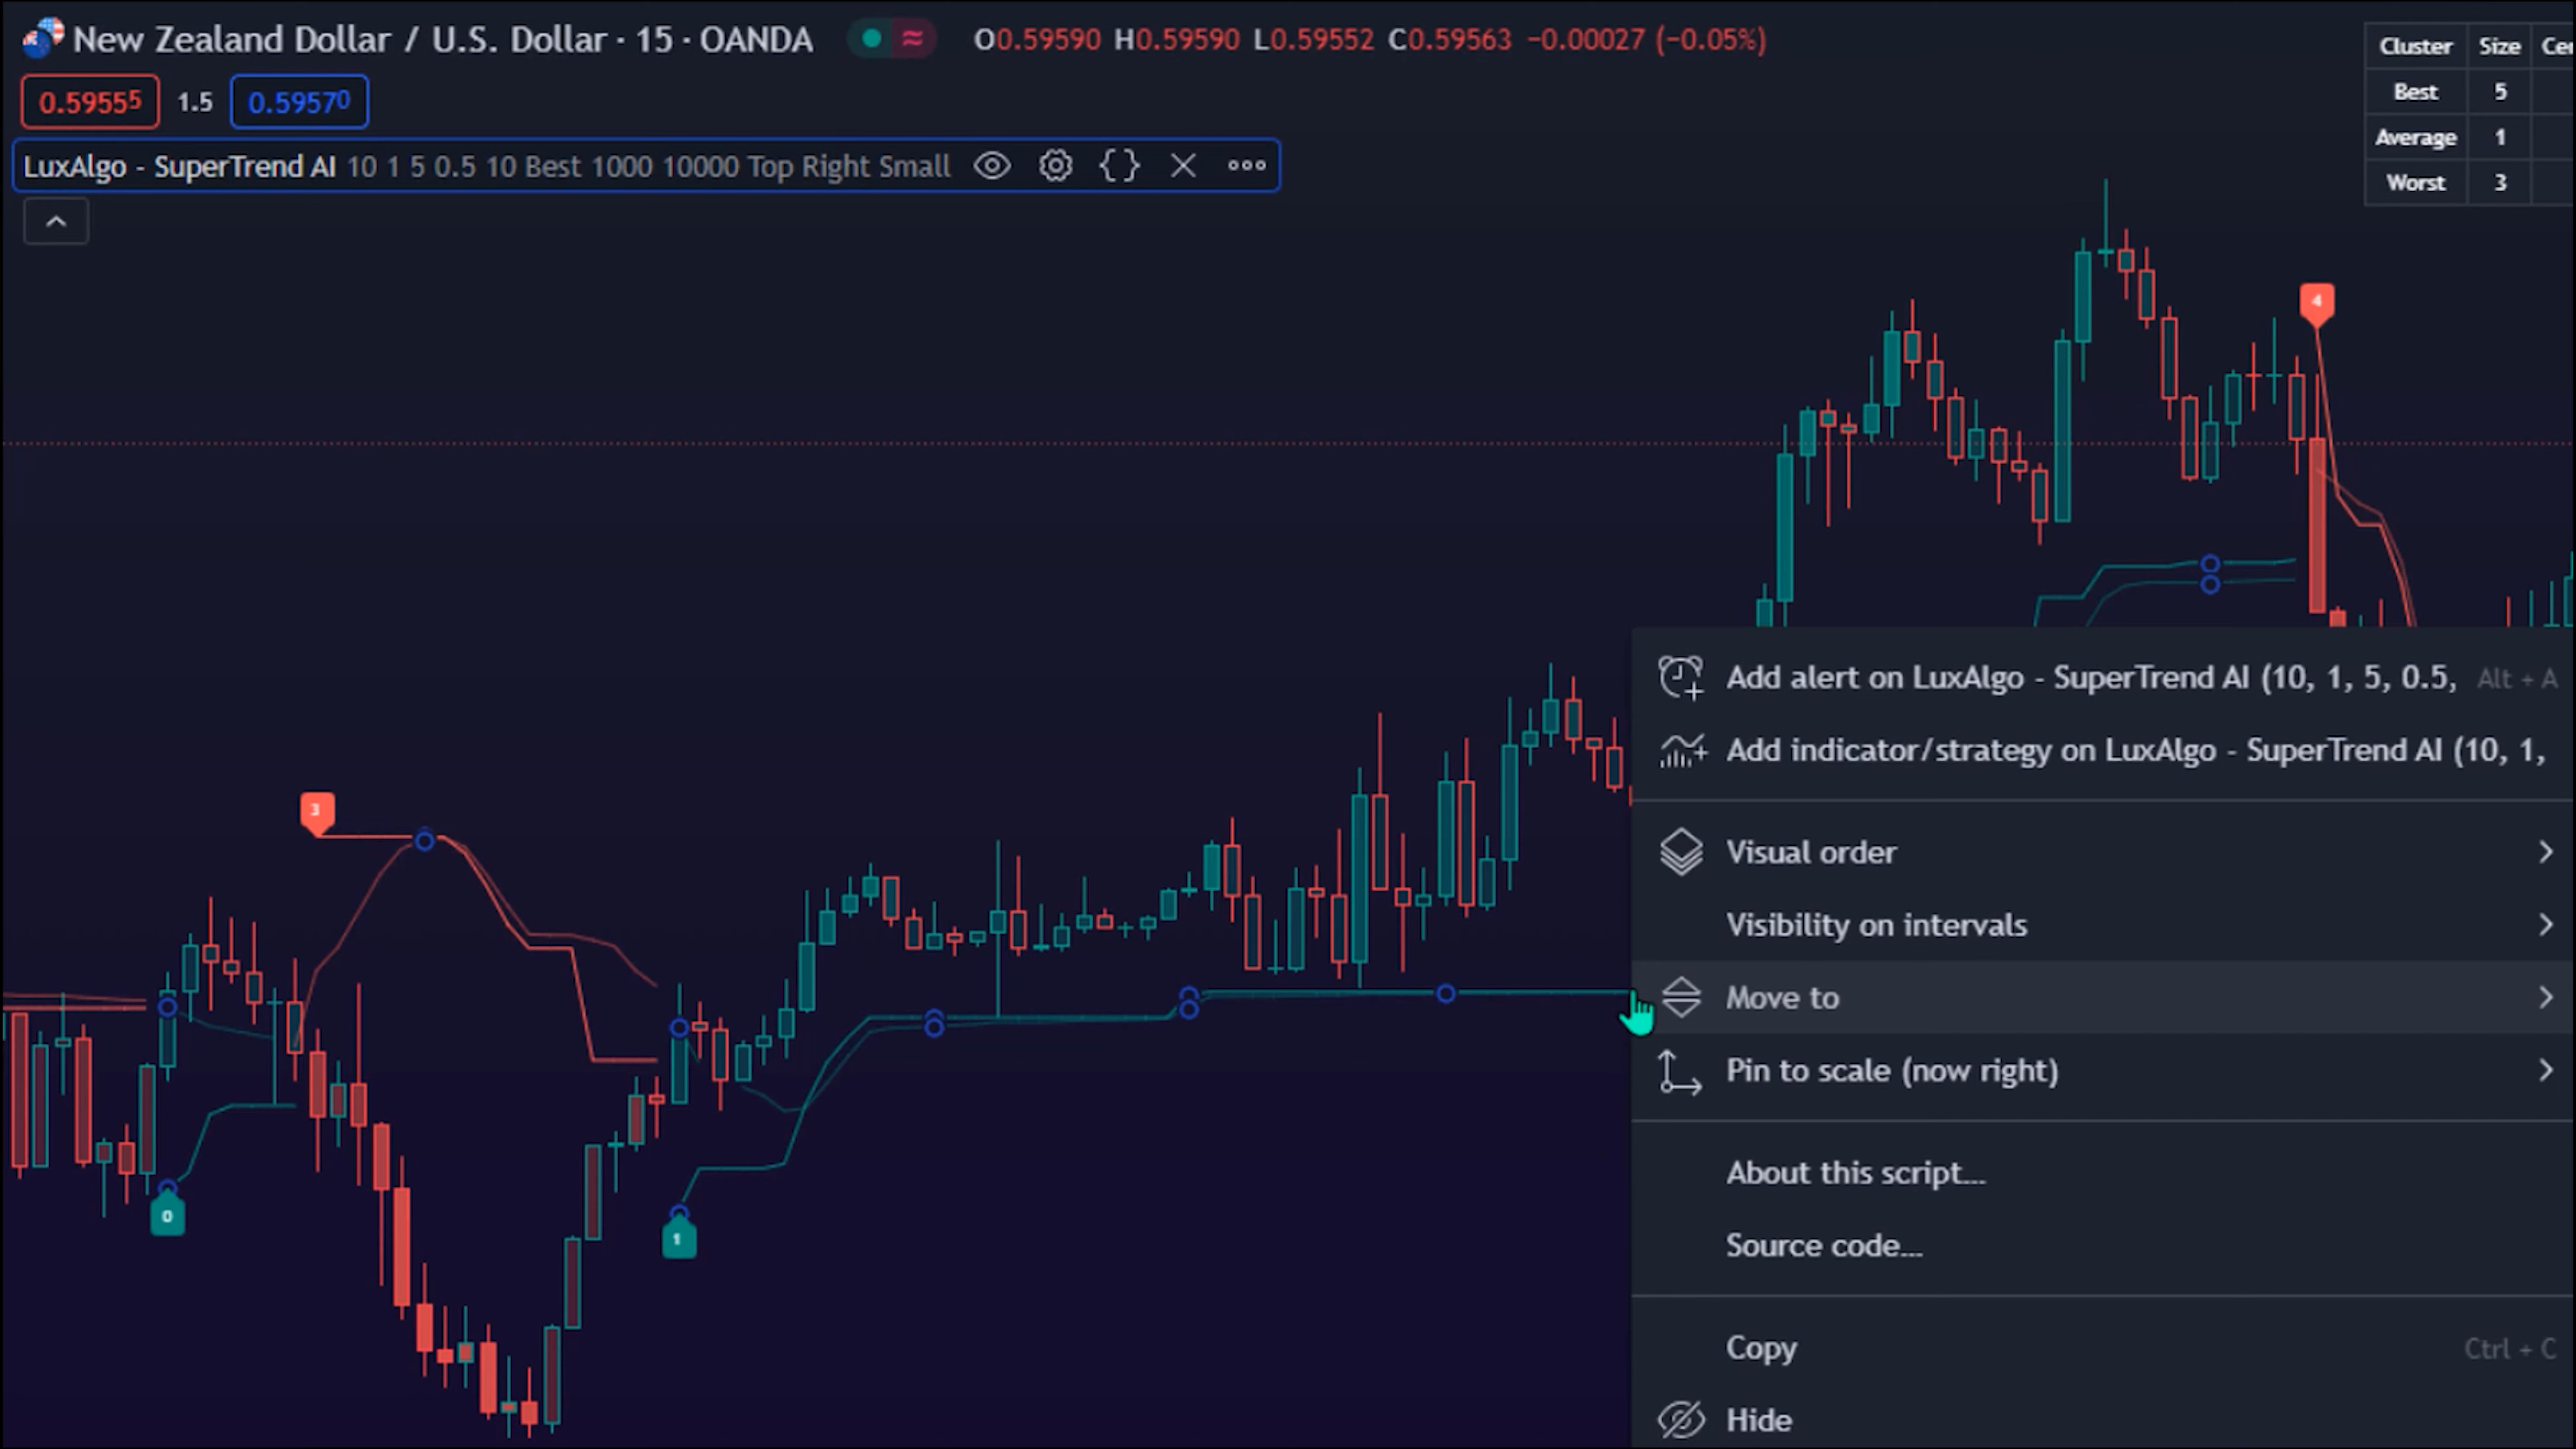 New Zealand Dollar / U.S. Dollar · 15 · OANDA
O0.59590 H0.59590 L0.59552 C0.59563 −0.00027 (−0.05%)
0.59555 1.5 0.59570
LuxAlgo - SuperTrend AI 10 1 5 0.5 10 Best 1000 10000 Top Right Small
Cluster Size
Best 5
Average 1
Worst 3
4
3
0
1
Add alert on LuxAlgo - SuperTrend AI (10, 1, 5, 0.5, Alt + A
Add indicator/strategy on LuxAlgo - SuperTrend AI (10, 1,
Visual order
Visibility on intervals
Move to
Pin to scale (now right)
About this script...
Source code...
Copy Ctrl + C
Hide